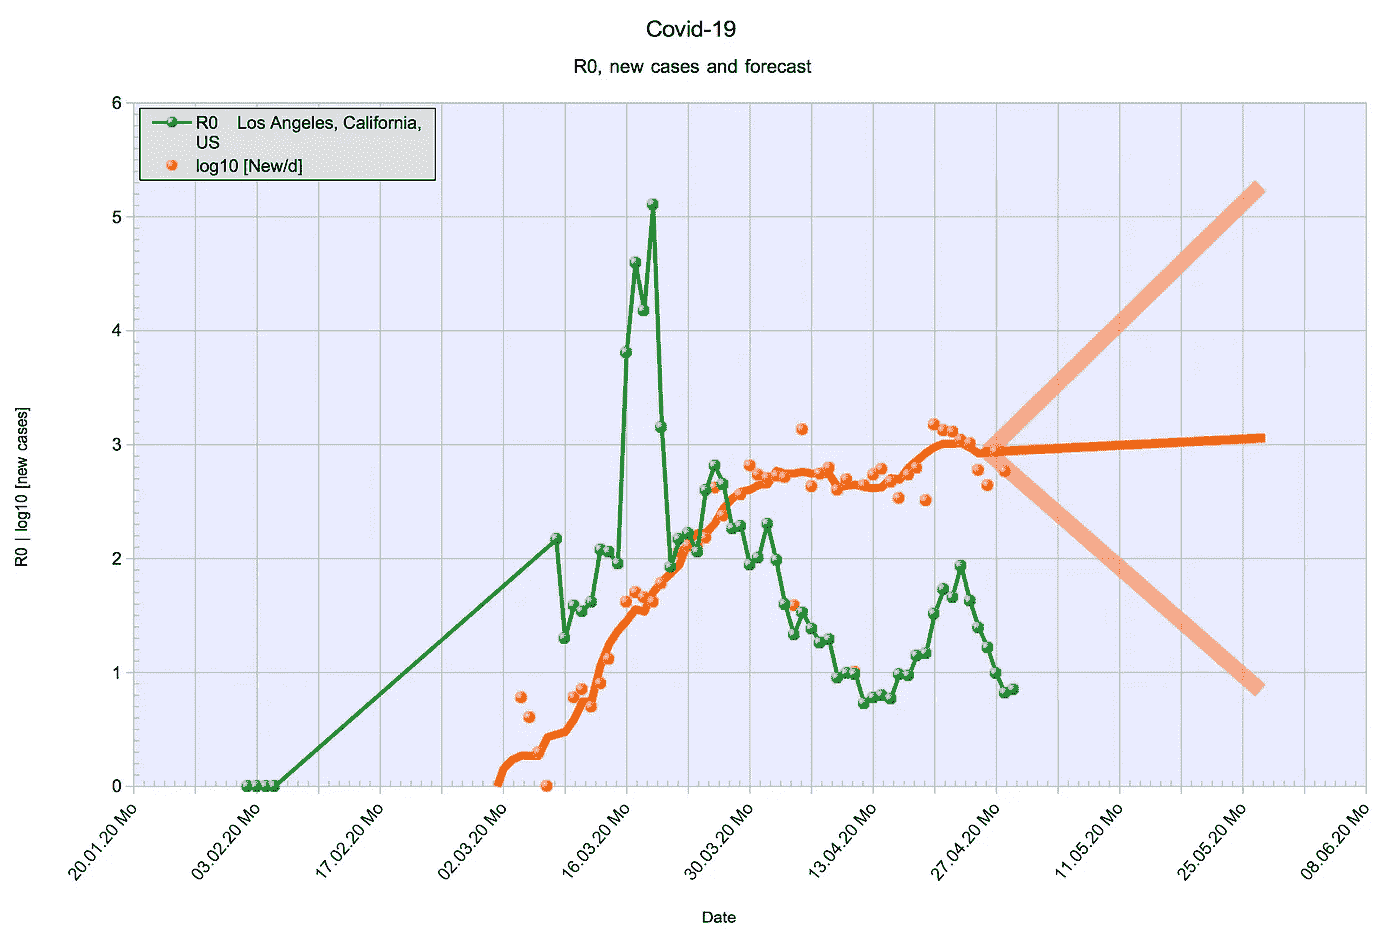 Covid-19
R0, new cases and forecast
R0 Los Angeles, California,
US
log10 [New/d]
6
5
4
3
2
1
0
R0 | log10 [new cases]
20.01.20 Mo
03.02.20 Mo
17.02.20 Mo
02.03.20 Mo
16.03.20 Mo
30.03.20 Mo
13.04.20 Mo
27.04.20 Mo
11.05.20 Mo
25.05.20 Mo
08.06.20 Mo
Date